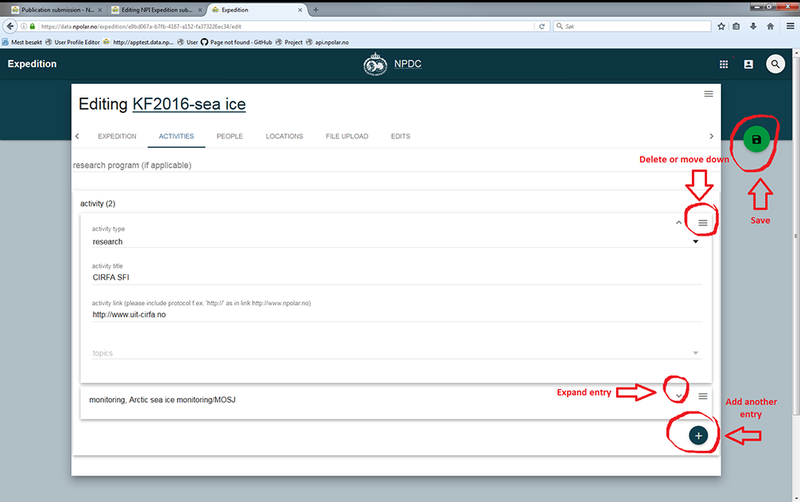 Publication submission - N...
Editing NPI Expedition sub...
Expedition
https://data.npolar.no/expedition/e9bd067a-b7fb-4167-a152-fa373226ec34/edit
Søk
Mest besøkt
User Profile Editor
http://apptest.data.np...
User
Page not found · GitHub
Project
api.npolar.no
Expedition
NPDC
Editing KF2016-sea ice
EXPEDITION
ACTIVITIES
PEOPLE
LOCATIONS
FILE UPLOAD
EDITS
research program (if applicable)
Delete or move down
Save
activity (2)
activity type
research
activity title
CIRFA SFI
activity link (please include protocol f.ex. 'http://' as in link http://www.npolar.no)
http://www.uit-cirfa.no
topics
monitoring, Arctic sea ice monitoring/MOSJ
Expand entry
Add another
entry